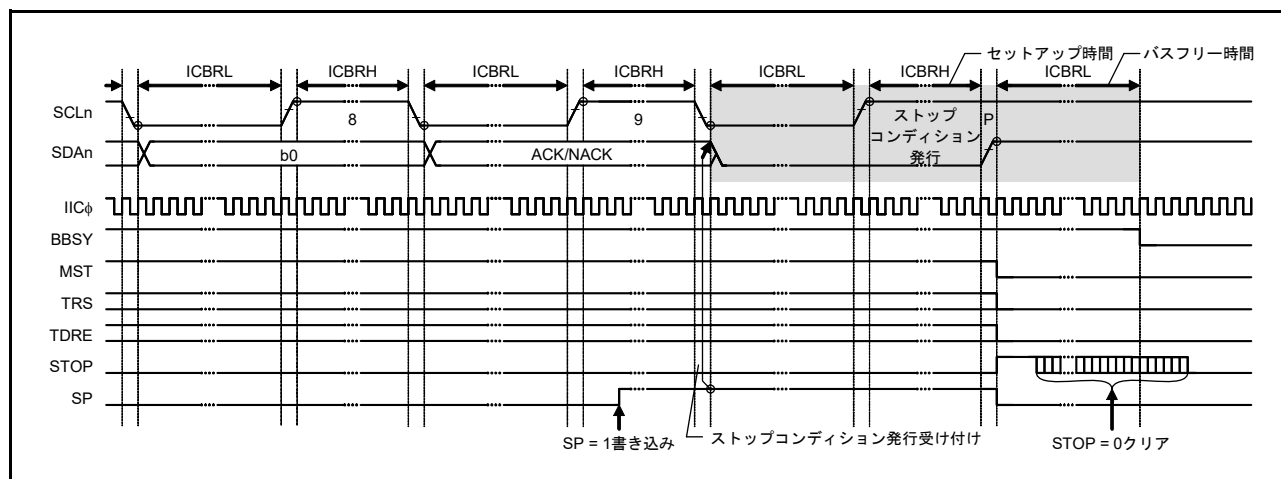 セットアップ時間 バスフリー時間
ICBRL ICBRH ICBRL ICBRH ICBRL ICBRH ICBRL
SCLn 8 9 ストップ P
コンディション
発行
SDAn b0 ACK/NACK
IICφ
BBSY
MST
TRS
TDRE
STOP
SP
SP = 1書き込み ストップコンディション発行受け付け STOP = 0クリア